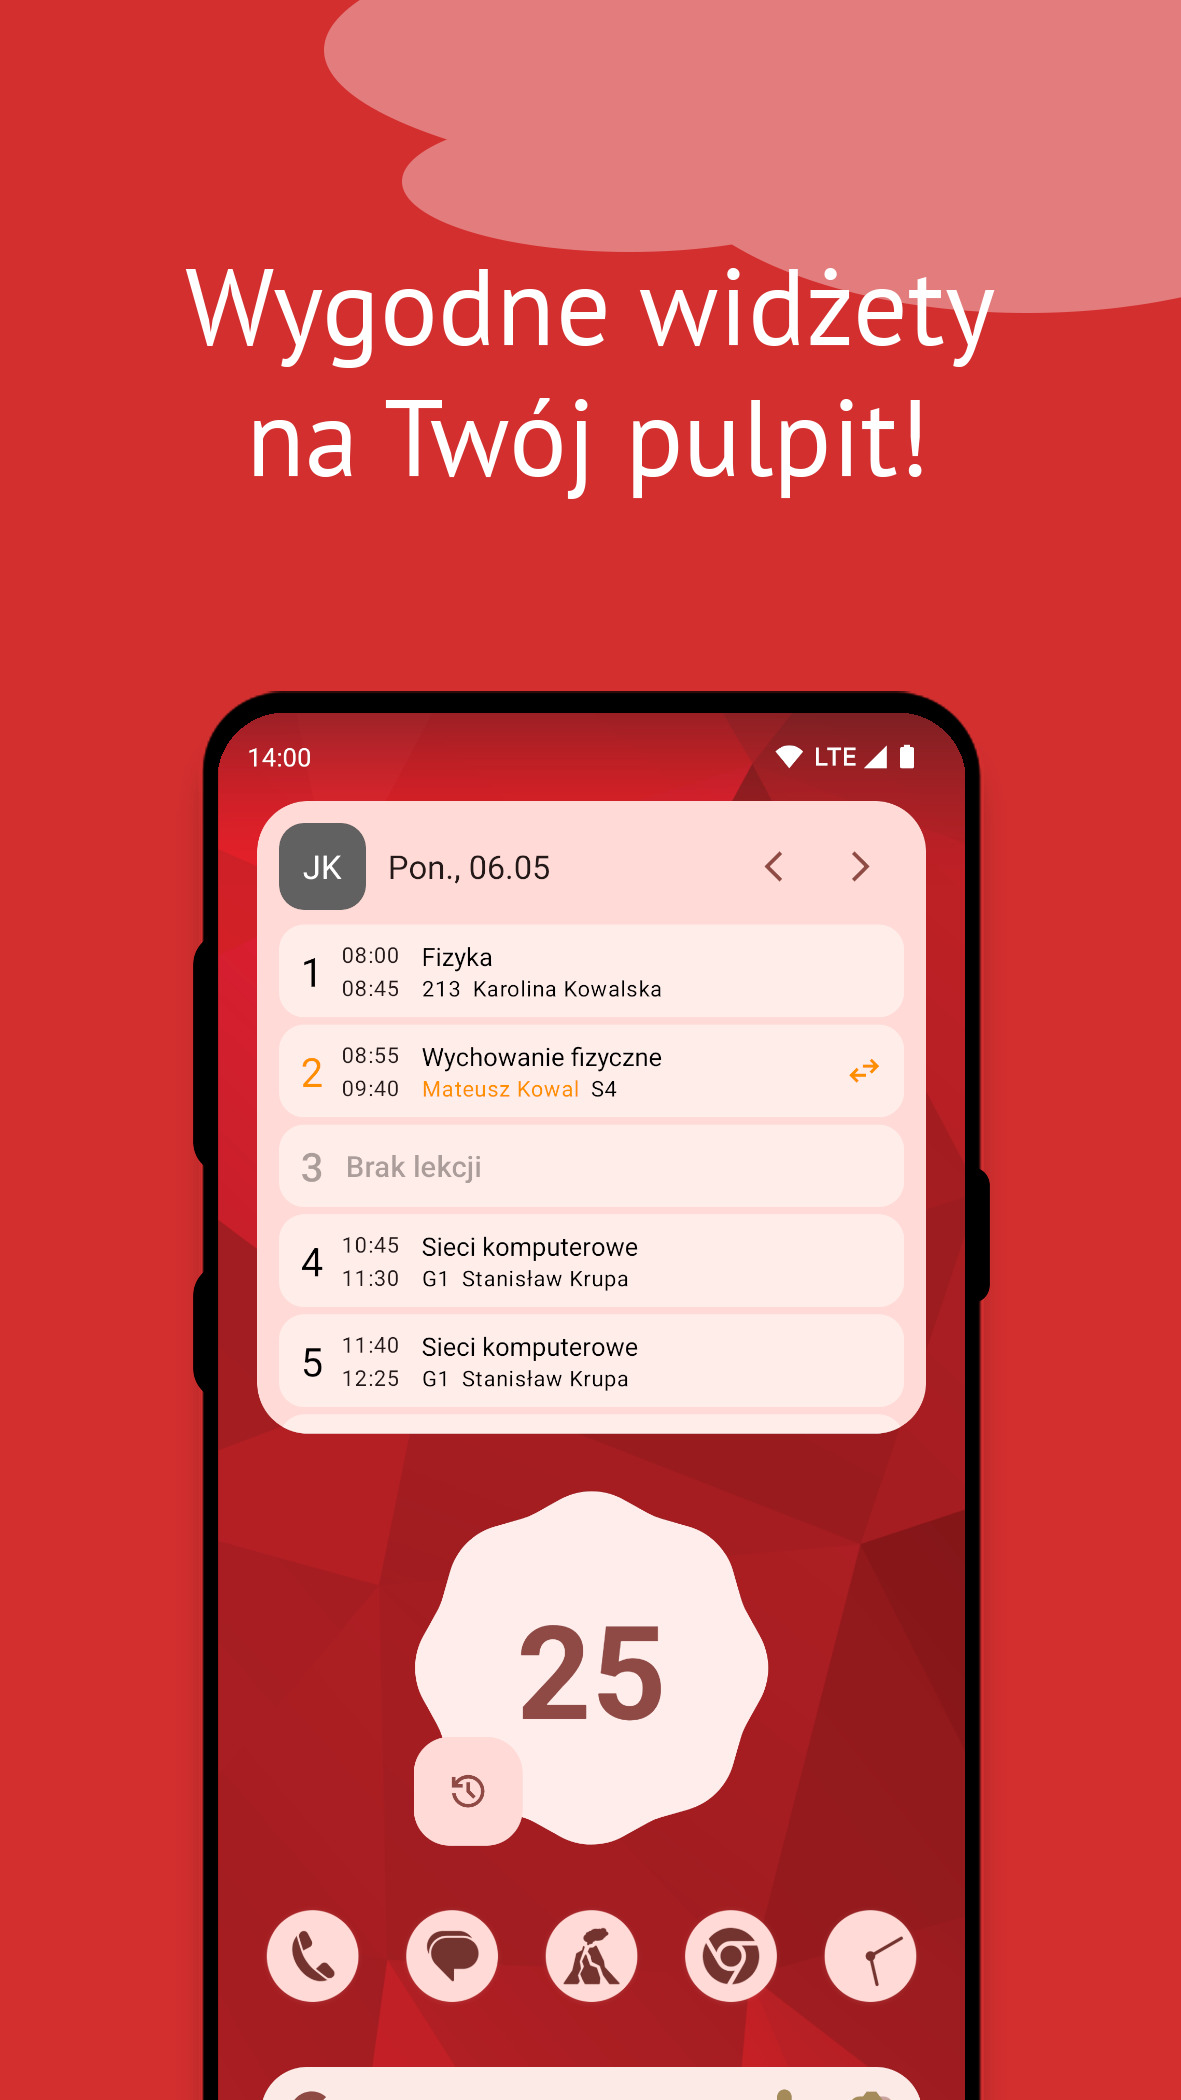 Wygodne widżety
na Twój pulpit!
14:00 LTE
JK Pon., 06.05
1 08:00 Fizyka
08:45 213 Karolina Kowalska
2 08:55 Wychowanie fizyczne
09:40 Mateusz Kowal S4
3 Brak lekcji
4 10:45 Sieci komputerowe
11:30 G1 Stanisław Krupa
5 11:40 Sieci komputerowe
12:25 G1 Stanisław Krupa
25